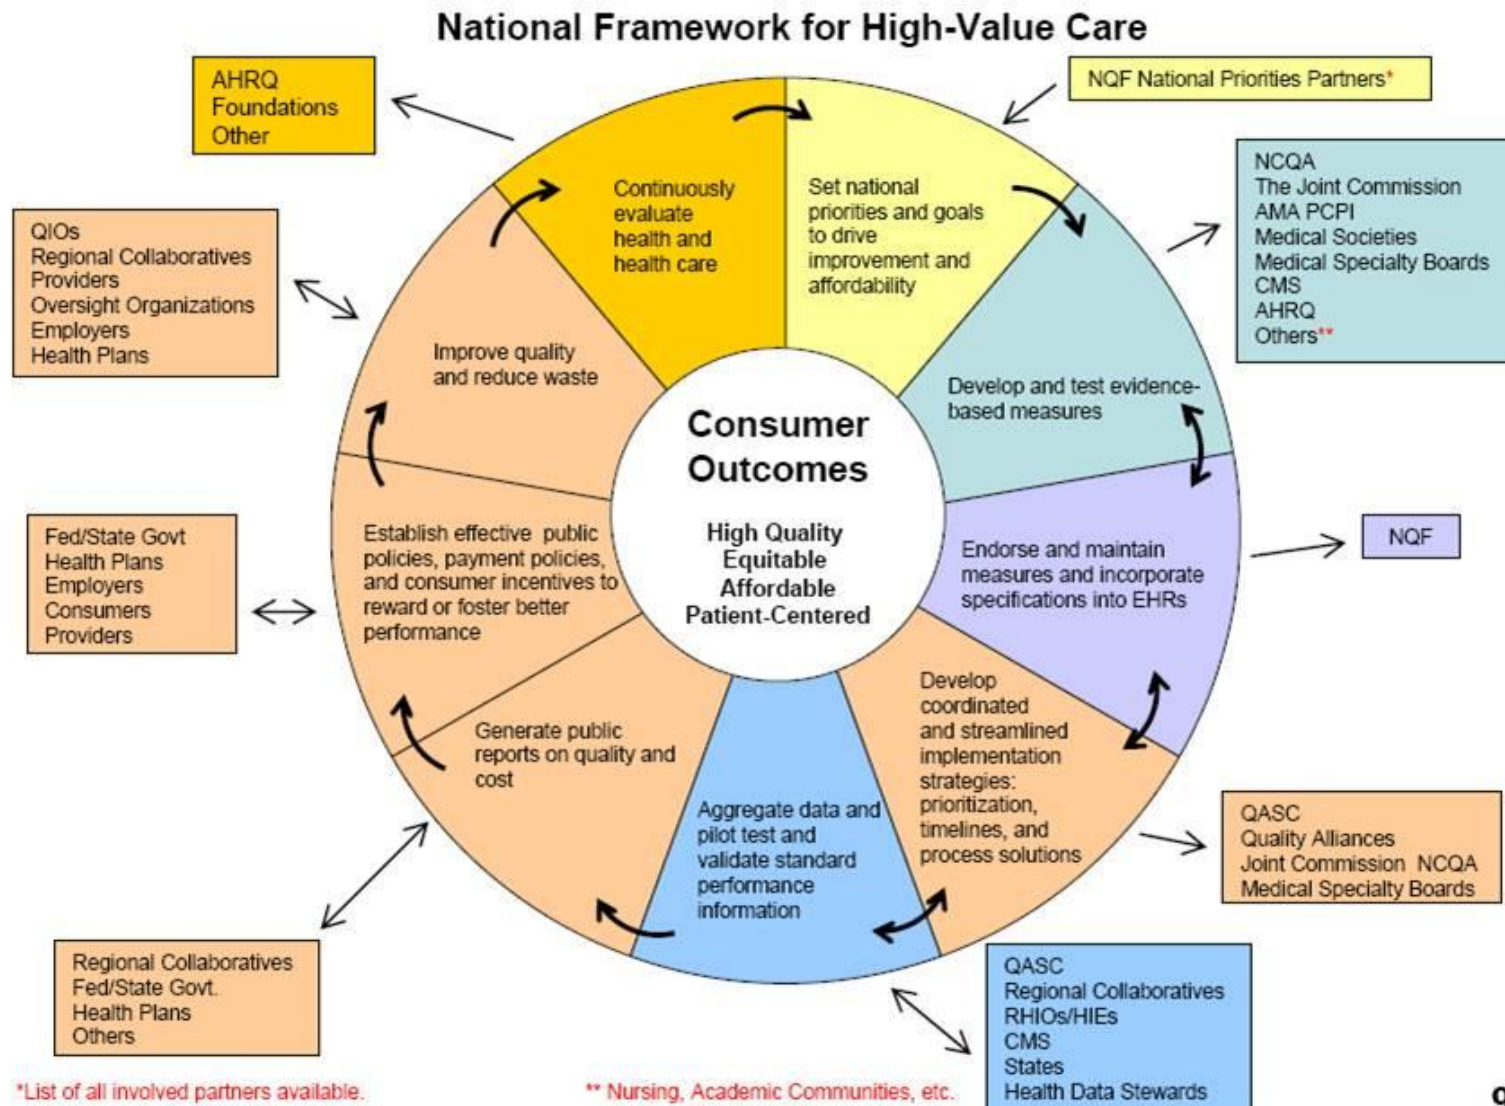 National Framework for High-Value Care
AHRQ
Foundations
Other
NQF National Priorities Partners*
NCQA
The Joint Commission
AMA PCPI
Medical Societies
Medical Specialty Boards
CMS
AHRQ
Others**
QIOs
Regional Collaboratives
Providers
Oversight Organizations
Employers
Health Plans
Continuously
evaluate
health and
health care
Set national
priorities and goals
to drive
improvement and
affordability
Improve quality
and reduce waste
Develop and test evidence-
based measures
Consumer
Outcomes
High Quality
Equitable
Affordable
Patient-Centered
Fed/State Govt
Health Plans
Employers
Consumers
Providers
Establish effective public
policies, payment policies,
and consumer incentives to
reward or foster better
performance
Endorse and maintain
measures and incorporate
specifications into EHRs
NQF
Generate public
reports on quality and
cost
Aggregate data and
pilot test and
validate standard
performance
information
Develop
coordinated
and streamlined
implementation
strategies:
prioritization,
timelines, and
process solutions
QASC
Quality Alliances
Joint Commission NCQA
Medical Specialty Boards
Regional Collaboratives
Fed/State Govt.
Health Plans
Others
QASC
Regional Collaboratives
RHIOs/HIEs
CMS
States
Health Data Stewards
*List of all involved partners available.
** Nursing, Academic Communities, etc.